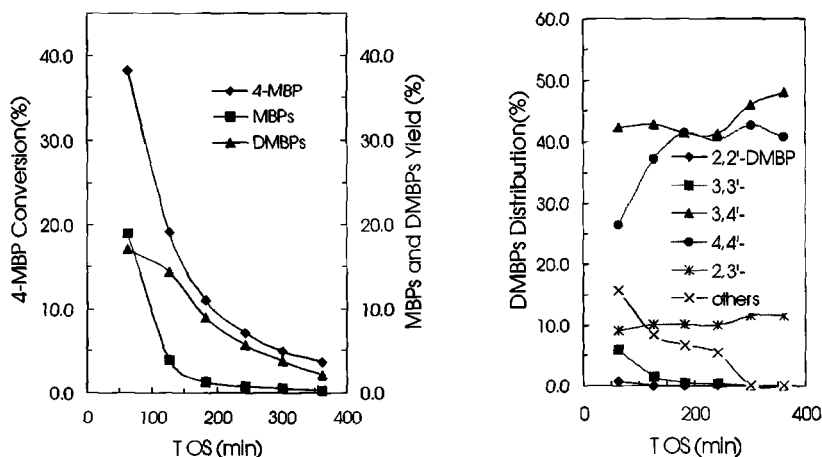 4-MBP Conversion(%)
40.0
30.0
20.0
10.0
0.0
4-MBP
MBPs
DMBPs
40.0
30.0
20.0
10.0
0.0
MBPs and DMBPs Yield (%)
0 100 200 300 400
TOS (min)
DMBPs Distribution(%)
60.0
50.0
40.0
30.0
20.0
10.0
0.0
2,2'-DMBP
3,3'-
3,4'-
4,4'-
2,3'-
others
0 200 400
TOS (min)